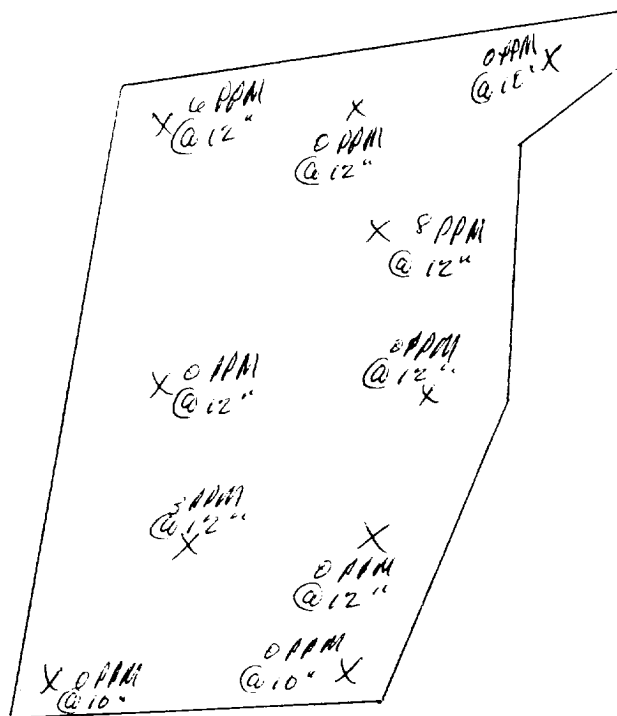 0 PPM
X
@ 12"
X 6 PPM
@ 12"
X
0 PPM
@ 12"
X 8 PPM
@ 12"
0 PPM
@ 12"
X
X 0 PPM
@ 12"
PPM
@ 12"
X
X
0 PPM
@ 12"
0 PPM
@ 10" X
X 0 PPM
@ 10"